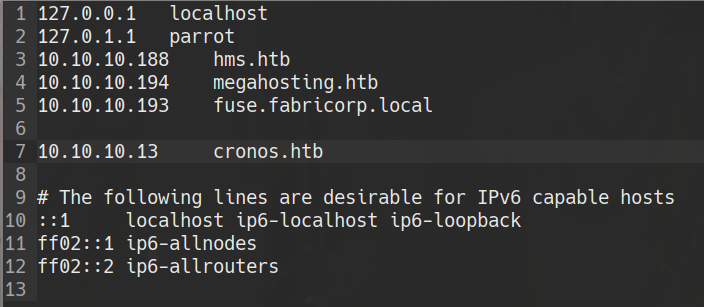 1 127.0.0.1   localhost
2 127.0.1.1   parrot
3 10.10.10.188    hms.htb
4 10.10.10.194    megahosting.htb
5 10.10.10.193    fuse.fabricorp.local
6
7 10.10.10.13     cronos.htb
8
9 # The following lines are desirable for IPv6 capable hosts
10 ::1     localhost ip6-localhost ip6-loopback
11 ff02::1 ip6-allnodes
12 ff02::2 ip6-allrouters
13